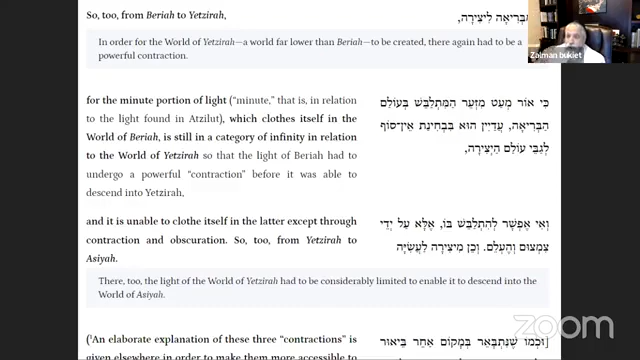 So, too, from Beriah to Yetzirah,
מִבְּרִיאָה לִיצִירָה,
In order for the World of Yetzirah—a world far lower than Beriah—to be created, there again had to be a
powerful contraction.
Zalman bukiet
for the minute portion of light (“minute,” that is, in relation
to the light found in Atzilut), which clothes itself in the
World of Beriah, is still in a category of infinity in relation
to the World of Yetzirah so that the light of Beriah had to
undergo a powerful “contraction” before it was able to
descend into Yetzirah,
כִּי אוֹר מְעַט מִזְּעֵר הַמִּתְלַבֵּשׁ בְּעוֹלַם
הַבְּרִיאָה, עֲדַיִין הוּא בִּבְחִינַת אֵין־סוֹף
לְגַבֵּי עוֹלַם הַיְּצִירָה,
and it is unable to clothe itself in the latter except through
contraction and obscuration. So, too, from Yetzirah to
Asiyah.
וְאִי אֶפְשָׁר לְהִתְלַבֵּשׁ בּוֹ, אֶלָּא עַל יְדֵי
צִמְצוּם וְהֶעְלֵם. וְכֵן מִיצִירָה לַעֲשִׂיָּה
There, too, the light of the World of Yetzirah had to be considerably limited to enable it to descend into the
World of Asiyah.
(¹An elaborate explanation of these three “contractions” is
given elsewhere in order to make them more accessible to
[וּכְמוֹ שֶׁנִּתְבָּאֵר בְּמָקוֹם אַחֵר בֵּיאוּר
zoom